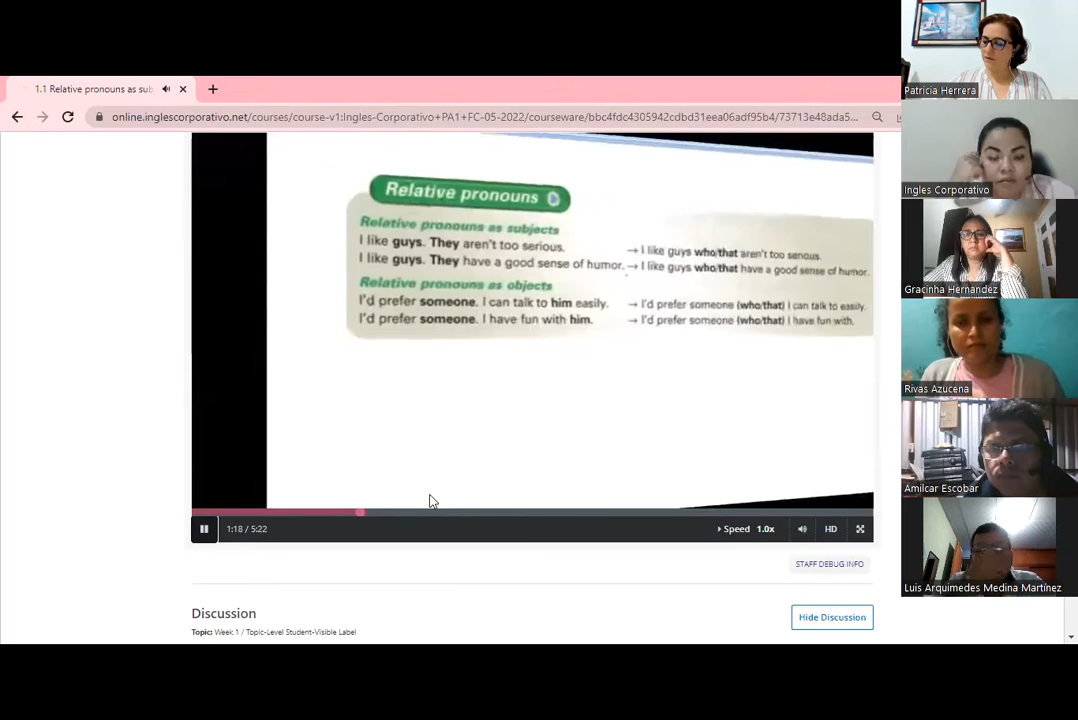 1.1 Relative pronouns as sub
online.inglescorporativo.net/courses/course-v1:Ingles-Corporativo+PA1+FC-05-2022/courseware/bbc4fdc4305942cdbd31eea06adf95b4/73713e48ada5...
Relative pronouns
Relative pronouns as subjects
I like guys. They aren't too serious. → I like guys who/that aren't too serious.
I like guys. They have a good sense of humor. → I like guys who/that have a good sense of humor.
Relative pronouns as objects
I'd prefer someone. I can talk to him easily. → I'd prefer someone (who/that) I can talk to easily.
I'd prefer someone. I have fun with him. → I'd prefer someone (who/that) I have fun with.
1:18 / 5:22
Speed 1.0x
HD
STAFF DEBUG INFO
Discussion
Hide Discussion
Topic: Week 1 / Topic-Level Student-Visible Label
Patricia Herrera
Ingles Corporativo
Gracinha Hernandez
Rivas Azucena
Amilcar Escobar
Luis Arquimedes Medina Martínez